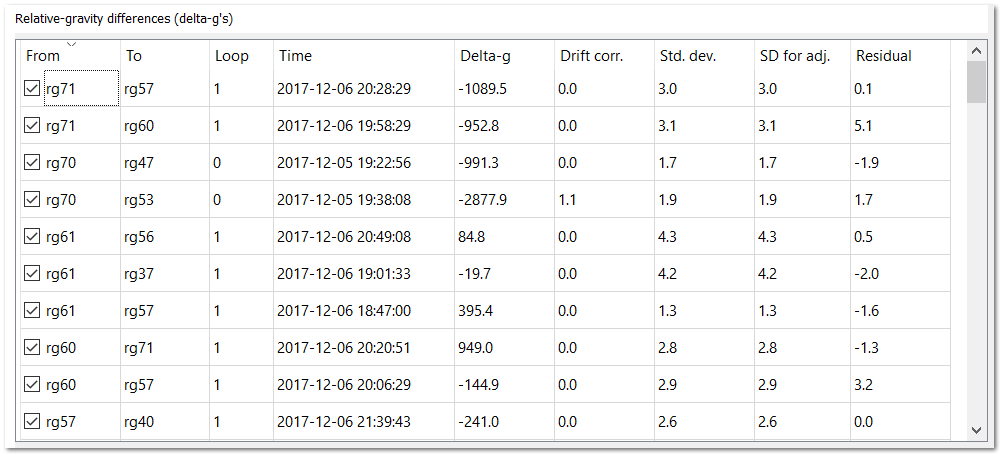 Relative-gravity differences (delta-g's)
From To Loop Time Delta-g Drift corr. Std. dev. SD for adj. Residual
rg71 rg57 1 2017-12-06 20:28:29 -1089.5 0.0 3.0 3.0 0.1
rg71 rg60 1 2017-12-06 19:58:29 -952.8 0.0 3.1 3.1 5.1
rg70 rg47 0 2017-12-05 19:22:56 -991.3 0.0 1.7 1.7 -1.9
rg70 rg53 0 2017-12-05 19:38:08 -2877.9 1.1 1.9 1.9 1.7
rg61 rg56 1 2017-12-06 20:49:08 84.8 0.0 4.3 4.3 0.5
rg61 rg37 1 2017-12-06 19:01:33 -19.7 0.0 4.2 4.2 -2.0
rg61 rg57 1 2017-12-06 18:47:00 395.4 0.0 1.3 1.3 -1.6
rg60 rg71 1 2017-12-06 20:20:51 949.0 0.0 2.8 2.8 -1.3
rg60 rg57 1 2017-12-06 20:06:29 -144.9 0.0 2.9 2.9 3.2
rg57 rg40 1 2017-12-06 21:39:43 -241.0 0.0 2.6 2.6 0.0